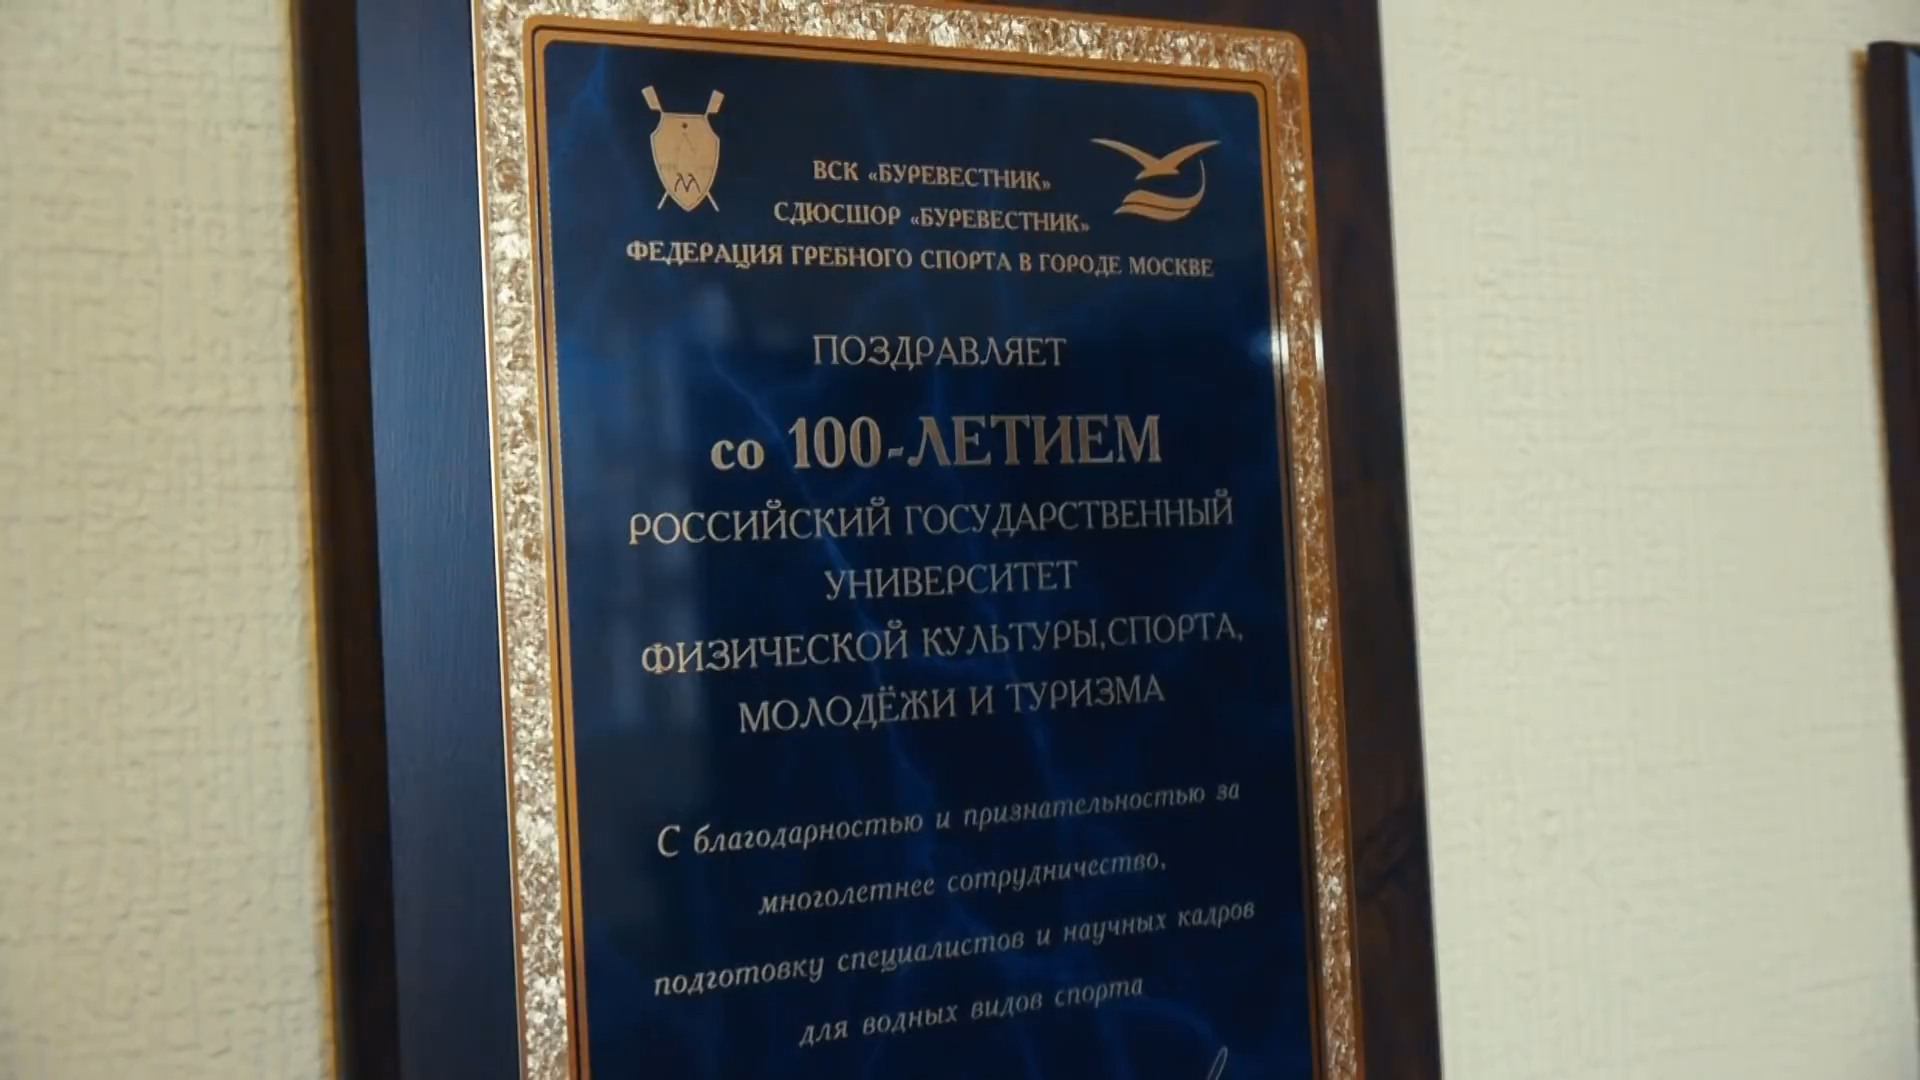 ВСК «БУРЕВЕСТНИК»
СДЮСШОР «БУРЕВЕСТНИК»
ФЕДЕРАЦИЯ ГРЕБНОГО СПОРТА В ГОРОДЕ МОСКВЕ
ПОЗДРАВЛЯЕТ
со 100-ЛЕТИЕМ
РОССИЙСКИЙ ГОСУДАРСТВЕННЫЙ
УНИВЕРСИТЕТ
ФИЗИЧЕСКОЙ КУЛЬТУРЫ,СПОРТА,
МОЛОДЁЖИ И ТУРИЗМА
С благодарностью и признательностью за
многолетнее сотрудничество,
подготовку специалистов и научных кадров
для водных видов спорта